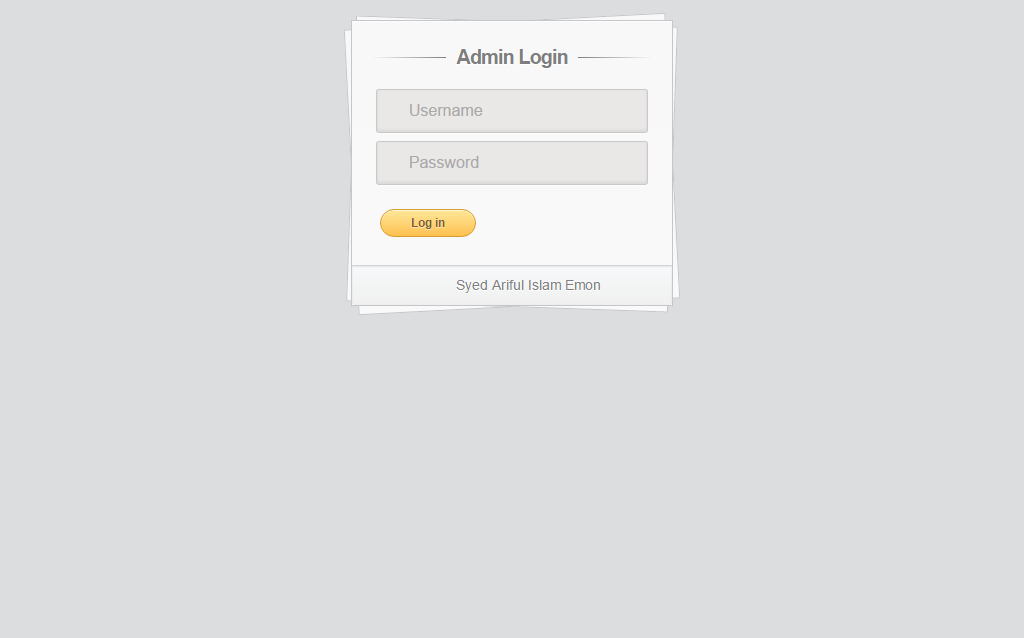 Admin Login
Username
Password
Log in
Syed Ariful Islam Emon